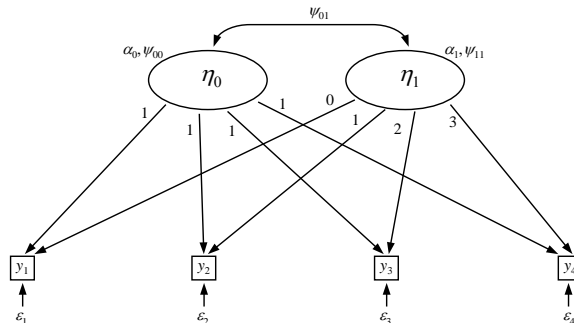 ψ₀₁
α₀, ψ₀₀
α₁, ψ₁₁
η₀
η₁
1 1 1 1 0 1 2 3
y₁ y₂ y₃ y₄
ε₁ ε₂ ε₃ ε₄